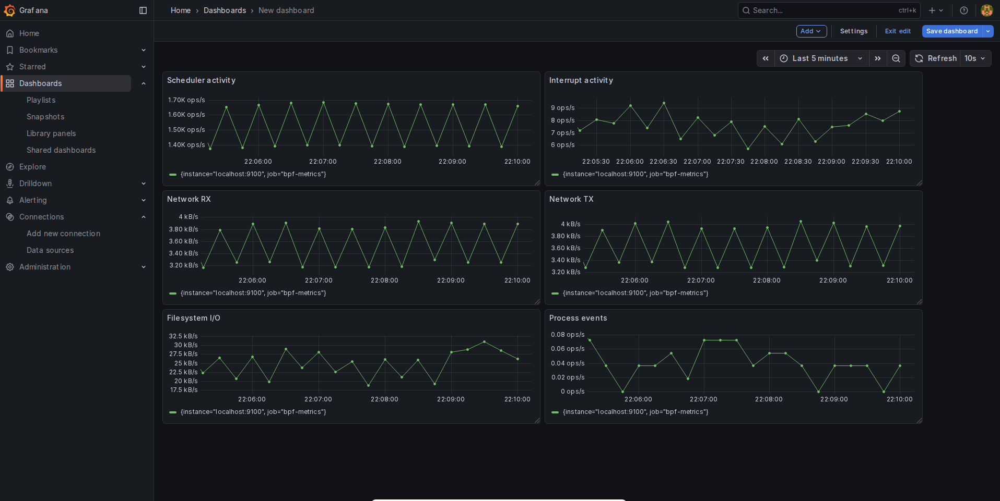 Grafana
Home › Dashboards › New dashboard
Search... ctrl+k
Add
Settings
Exit edit
Save dashboard
Last 5 minutes
Refresh
10s
Home
Bookmarks
Starred
Dashboards
Playlists
Snapshots
Library panels
Shared dashboards
Explore
Drilldown
Alerting
Connections
Add new connection
Data sources
Administration
Scheduler activity
1.70K ops/s
1.60K ops/s
1.50K ops/s
1.40K ops/s
22:06:00 22:07:00 22:08:00 22:09:00 22:10:00
{instance="localhost:9100", job="bpf-metrics"}
Interrupt activity
9 ops/s
8 ops/s
7 ops/s
6 ops/s
22:05:30 22:06:00 22:06:30 22:07:00 22:07:30 22:08:00 22:08:30 22:09:00 22:09:30 22:10:00
{instance="localhost:9100", job="bpf-metrics"}
Network RX
4 kB/s
3.80 kB/s
3.60 kB/s
3.40 kB/s
3.20 kB/s
22:06:00 22:07:00 22:08:00 22:09:00 22:10:00
{instance="localhost:9100", job="bpf-metrics"}
Network TX
4 kB/s
3.80 kB/s
3.60 kB/s
3.40 kB/s
3.20 kB/s
22:06:00 22:07:00 22:08:00 22:09:00 22:10:00
{instance="localhost:9100", job="bpf-metrics"}
Filesystem I/O
32.5 kB/s
30 kB/s
27.5 kB/s
25 kB/s
22.5 kB/s
20 kB/s
17.5 kB/s
22:06:00 22:07:00 22:08:00 22:09:00 22:10:00
{instance="localhost:9100", job="bpf-metrics"}
Process events
0.08 ops/s
0.06 ops/s
0.04 ops/s
0.02 ops/s
0 ops/s
22:06:00 22:07:00 22:08:00 22:09:00 22:10:00
{instance="localhost:9100", job="bpf-metrics"}